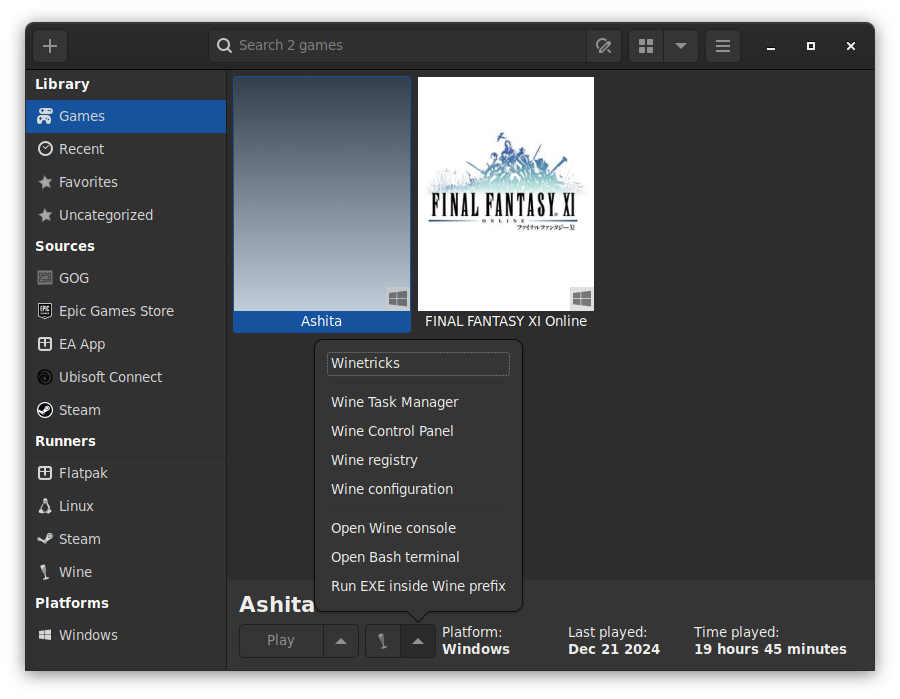 Search 2 games
Library
Games
Recent
Favorites
Uncategorized
Sources
GOG
Epic Games Store
EA App
Ubisoft Connect
Steam
Runners
Flatpak
Linux
Steam
Wine
Platforms
Windows
FINAL FANTASY XI
ONLINE
ファイナルファンタジーXI
Ashita
FINAL FANTASY XI Online
Winetricks
Wine Task Manager
Wine Control Panel
Wine registry
Wine configuration
Open Wine console
Open Bash terminal
Run EXE inside Wine prefix
Ashita
Play
Platform:
Windows
Last played:
Dec 21 2024
Time played:
19 hours 45 minutes